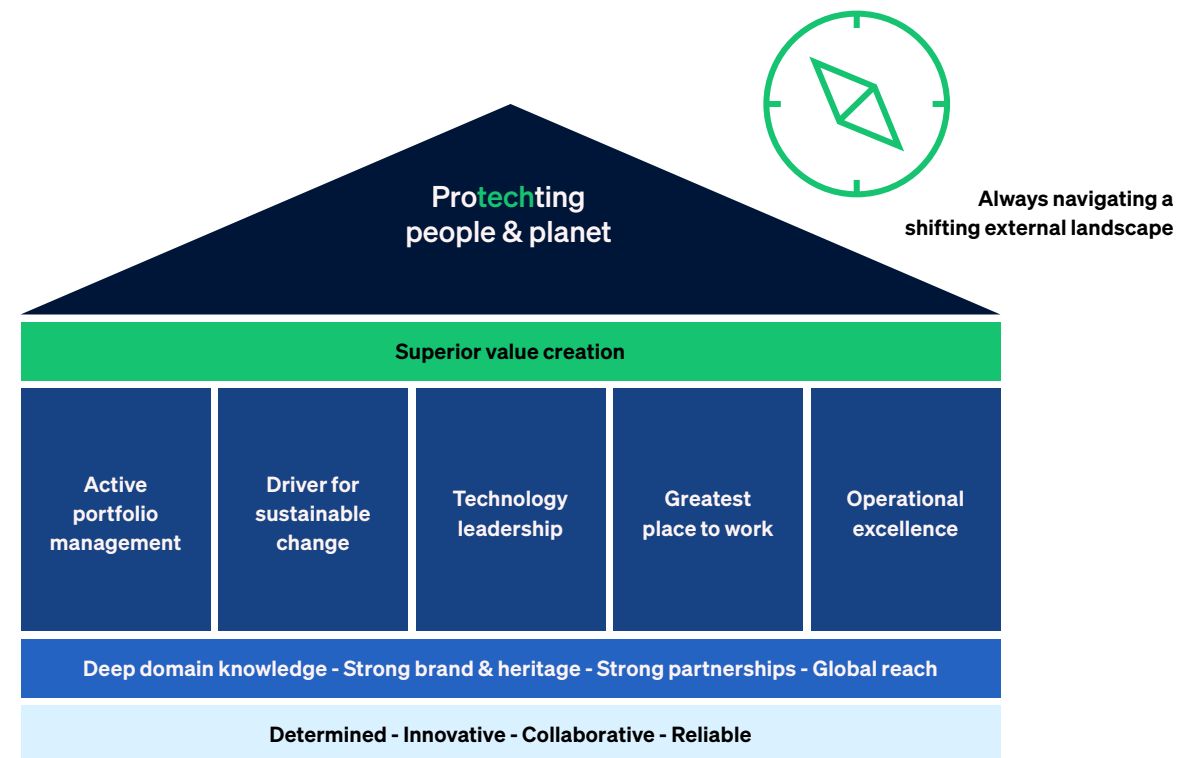 Protechting
people & planet
Always navigating a
shifting external landscape
Superior value creation
Active
portfolio
management
Driver for
sustainable
change
Technology
leadership
Greatest
place to work
Operational
excellence
Deep domain knowledge - Strong brand & heritage - Strong partnerships - Global reach
Determined - Innovative - Collaborative - Reliable